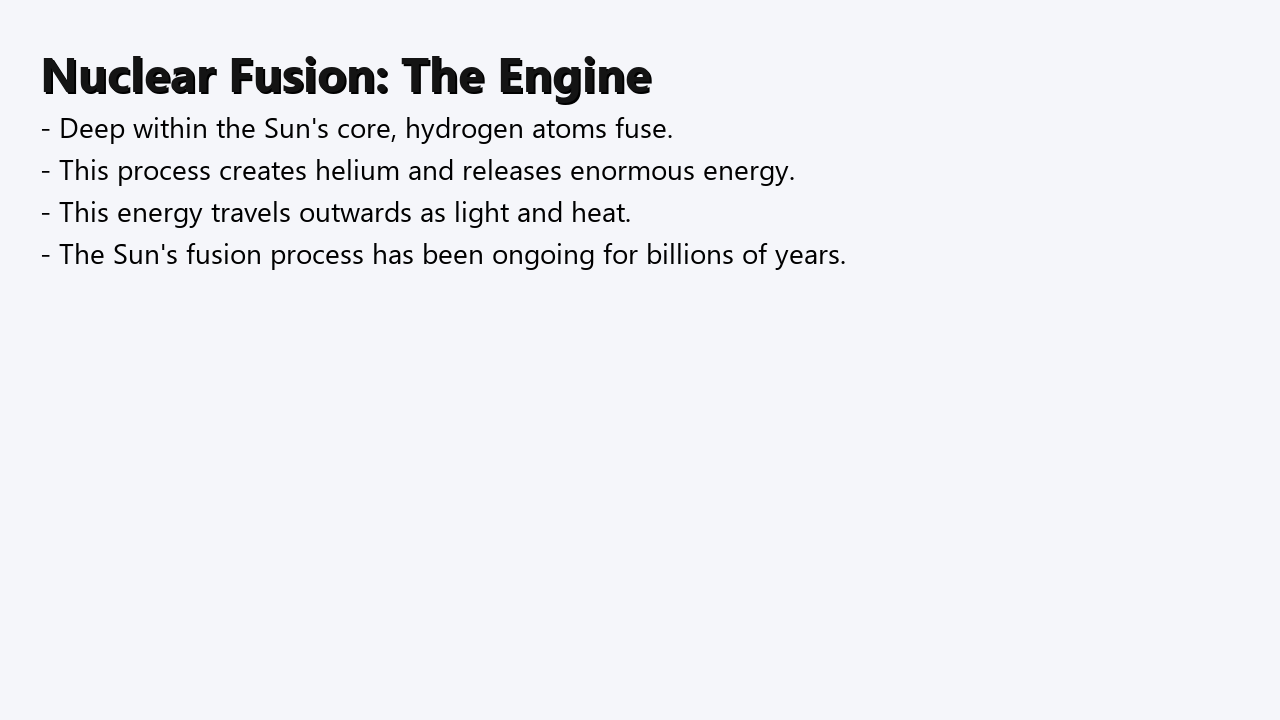 Nuclear Fusion: The Engine
- Deep within the Sun's core, hydrogen atoms fuse.
- This process creates helium and releases enormous energy.
- This energy travels outwards as light and heat.
- The Sun's fusion process has been ongoing for billions of years.